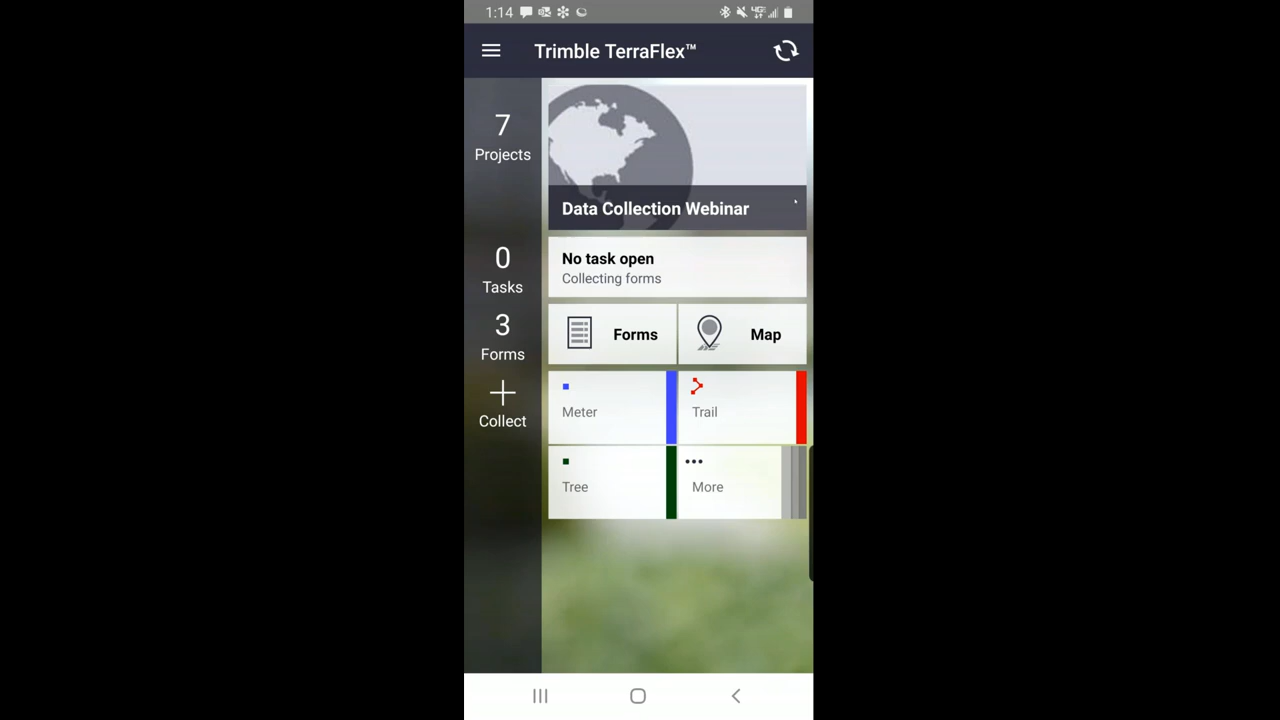 1:14
Trimble TerraFlex™
7
Projects
Data Collection Webinar
0
Tasks
No task open
Collecting forms
3
Forms
Forms
Map
Collect
Meter
Trail
Tree
More